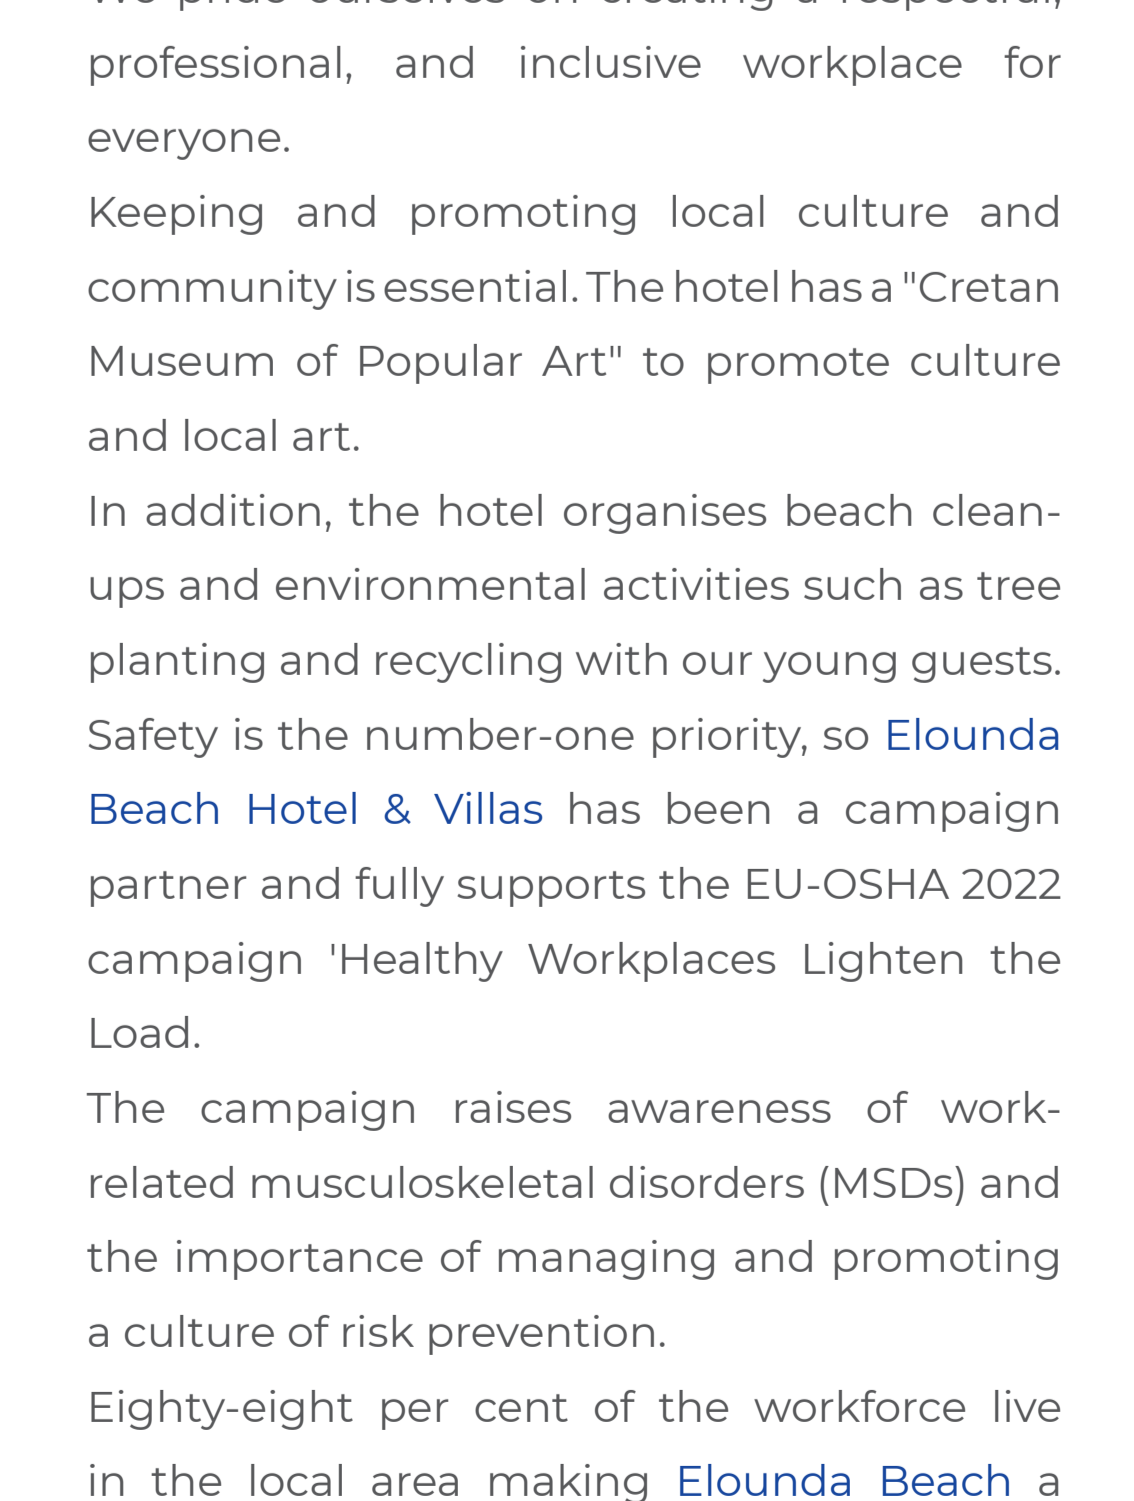 We pride ourselves on creating a respectful,
professional, and inclusive workplace for
everyone.
Keeping and promoting local culture and
community is essential. The hotel has a "Cretan
Museum of Popular Art" to promote culture
and local art.
In addition, the hotel organises beach clean-
ups and environmental activities such as tree
planting and recycling with our young guests.
Safety is the number-one priority, so Elounda
Beach Hotel & Villas has been a campaign
partner and fully supports the EU-OSHA 2022
campaign 'Healthy Workplaces Lighten the
Load.
The campaign raises awareness of work-
related musculoskeletal disorders (MSDs) and
the importance of managing and promoting
a culture of risk prevention.
Eighty-eight per cent of the workforce live
in the local area making Elounda Beach a